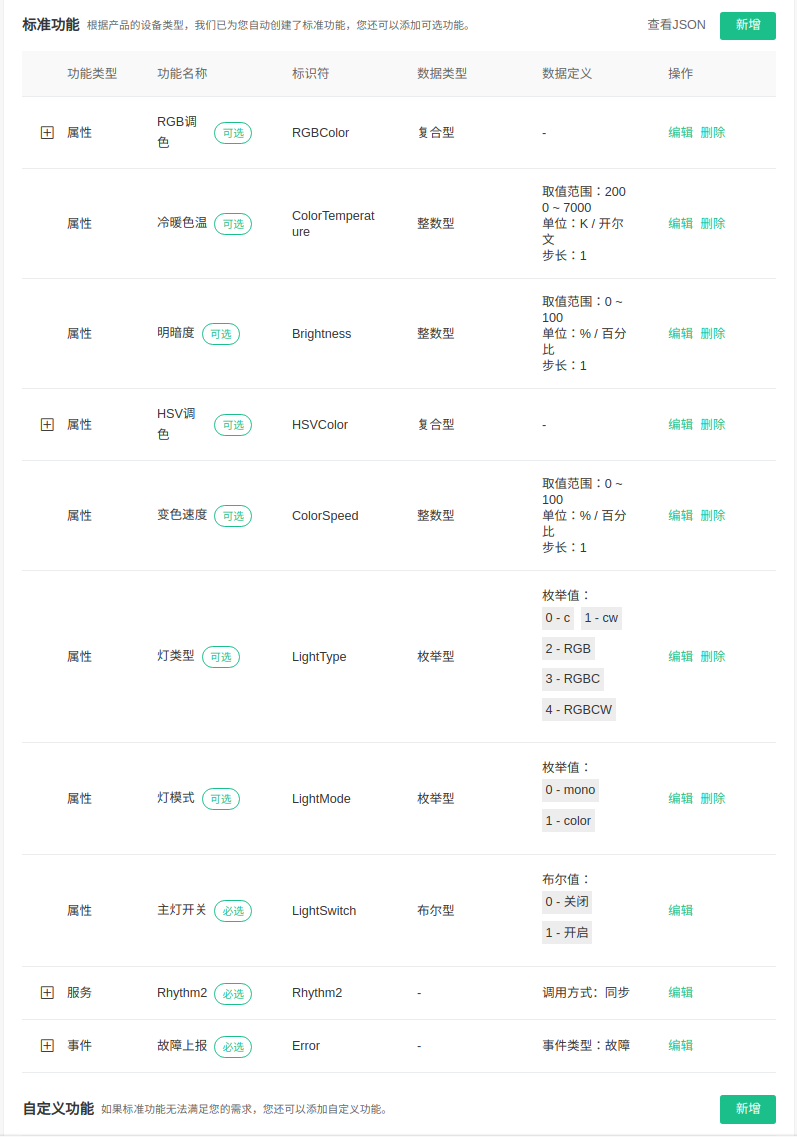 标准功能 根据产品的设备类型，我们已为您自动创建了标准功能，您还可以添加可选功能。 查看JSON 新增
功能类型 功能名称 标识符 数据类型 数据定义 操作
属性 RGB调
色 可选 RGBColor 复合型 - 编辑 删除
属性 冷暖色温 可选 ColorTemperat
ure 整数型 取值范围：200
0 ~ 7000
单位：K / 开尔
文
步长：1 编辑 删除
属性 明暗度 可选 Brightness 整数型 取值范围：0 ~
100
单位：% / 百分
比
步长：1 编辑 删除
属性 HSV调
色 可选 HSVColor 复合型 - 编辑 删除
属性 变色速度 可选 ColorSpeed 整数型 取值范围：0 ~
100
单位：% / 百分
比
步长：1 编辑 删除
属性 灯类型 可选 LightType 枚举型 枚举值：
0 - c 1 - cw
2 - RGB
3 - RGBC
4 - RGBCW 编辑 删除
属性 灯模式 可选 LightMode 枚举型 枚举值：
0 - mono
1 - color 编辑 删除
属性 主灯开关 必选 LightSwitch 布尔型 布尔值：
0 - 关闭
1 - 开启 编辑
服务 Rhythm2 必选 Rhythm2 - 调用方式：同步 编辑
事件 故障上报 必选 Error - 事件类型：故障 编辑
自定义功能 如果标准功能无法满足您的需求，您还可以添加自定义功能。 新增